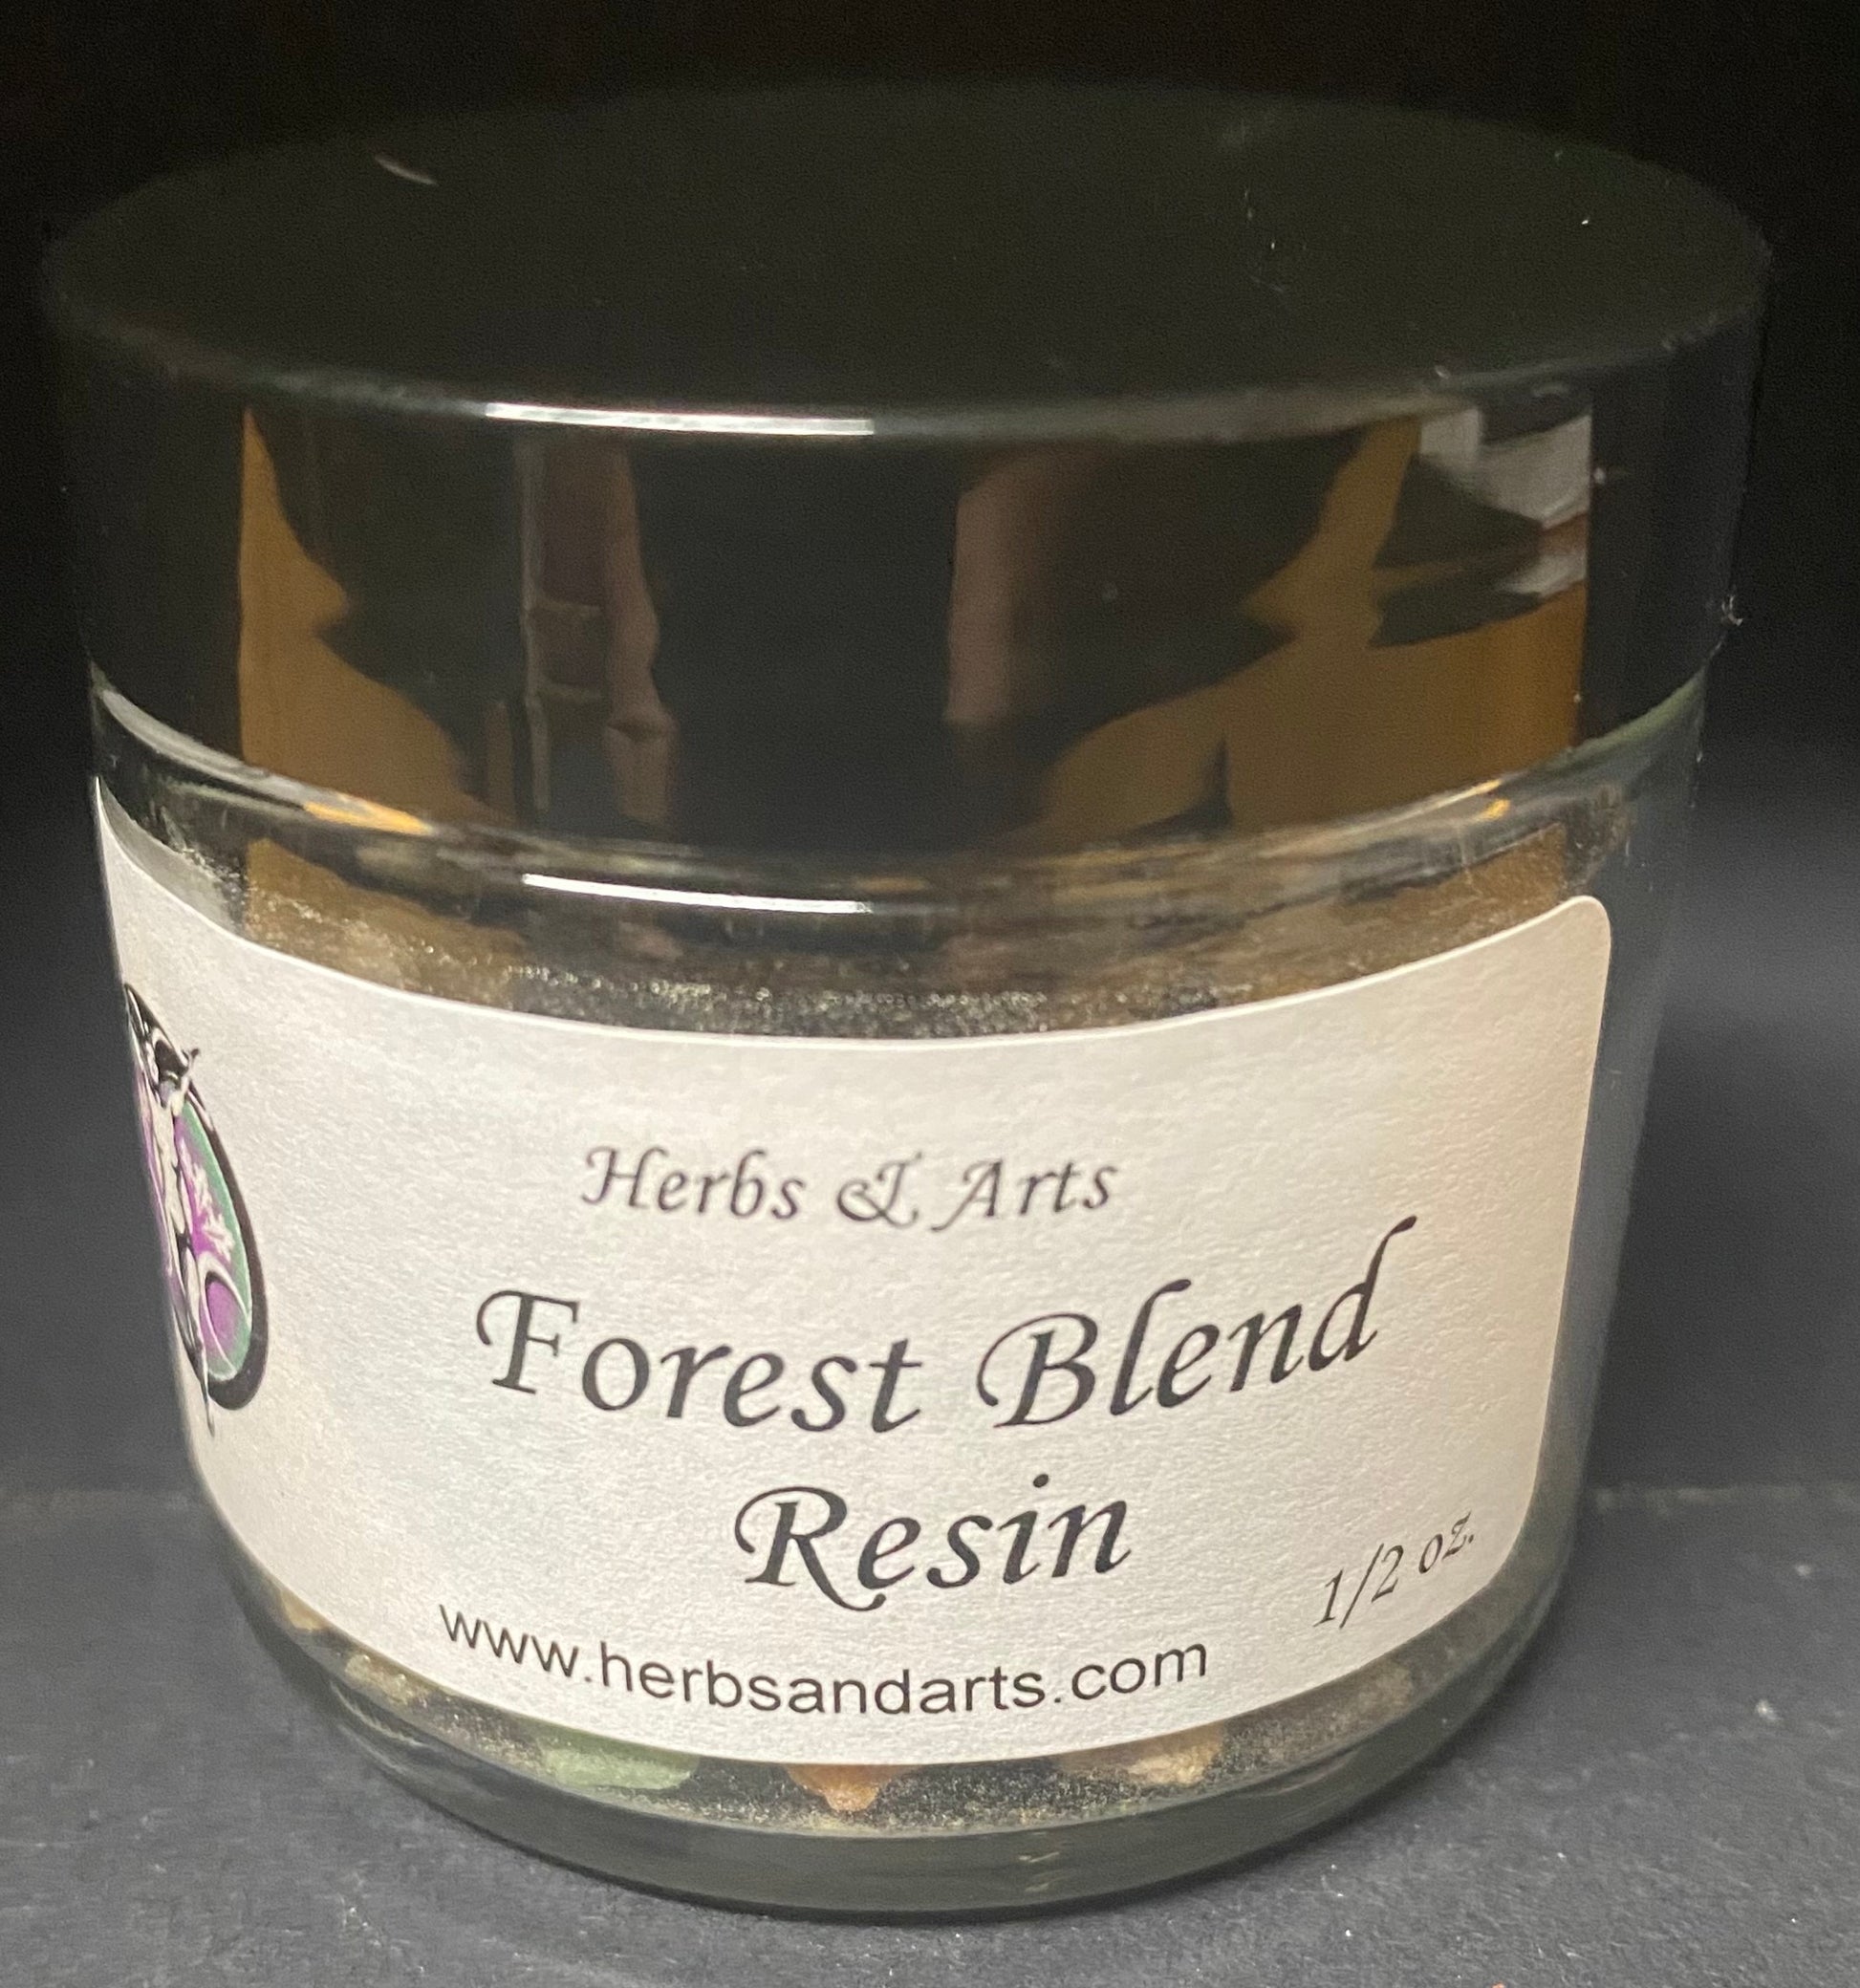 Herbs & Arts
Forest Blend
Resin
1/2 oz.
www.herbsandarts.com